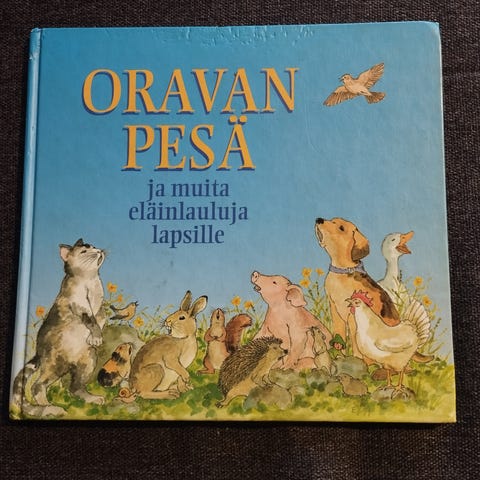 ORAVAN
PESÄ
ja muita
eläinlauluja
lapsille